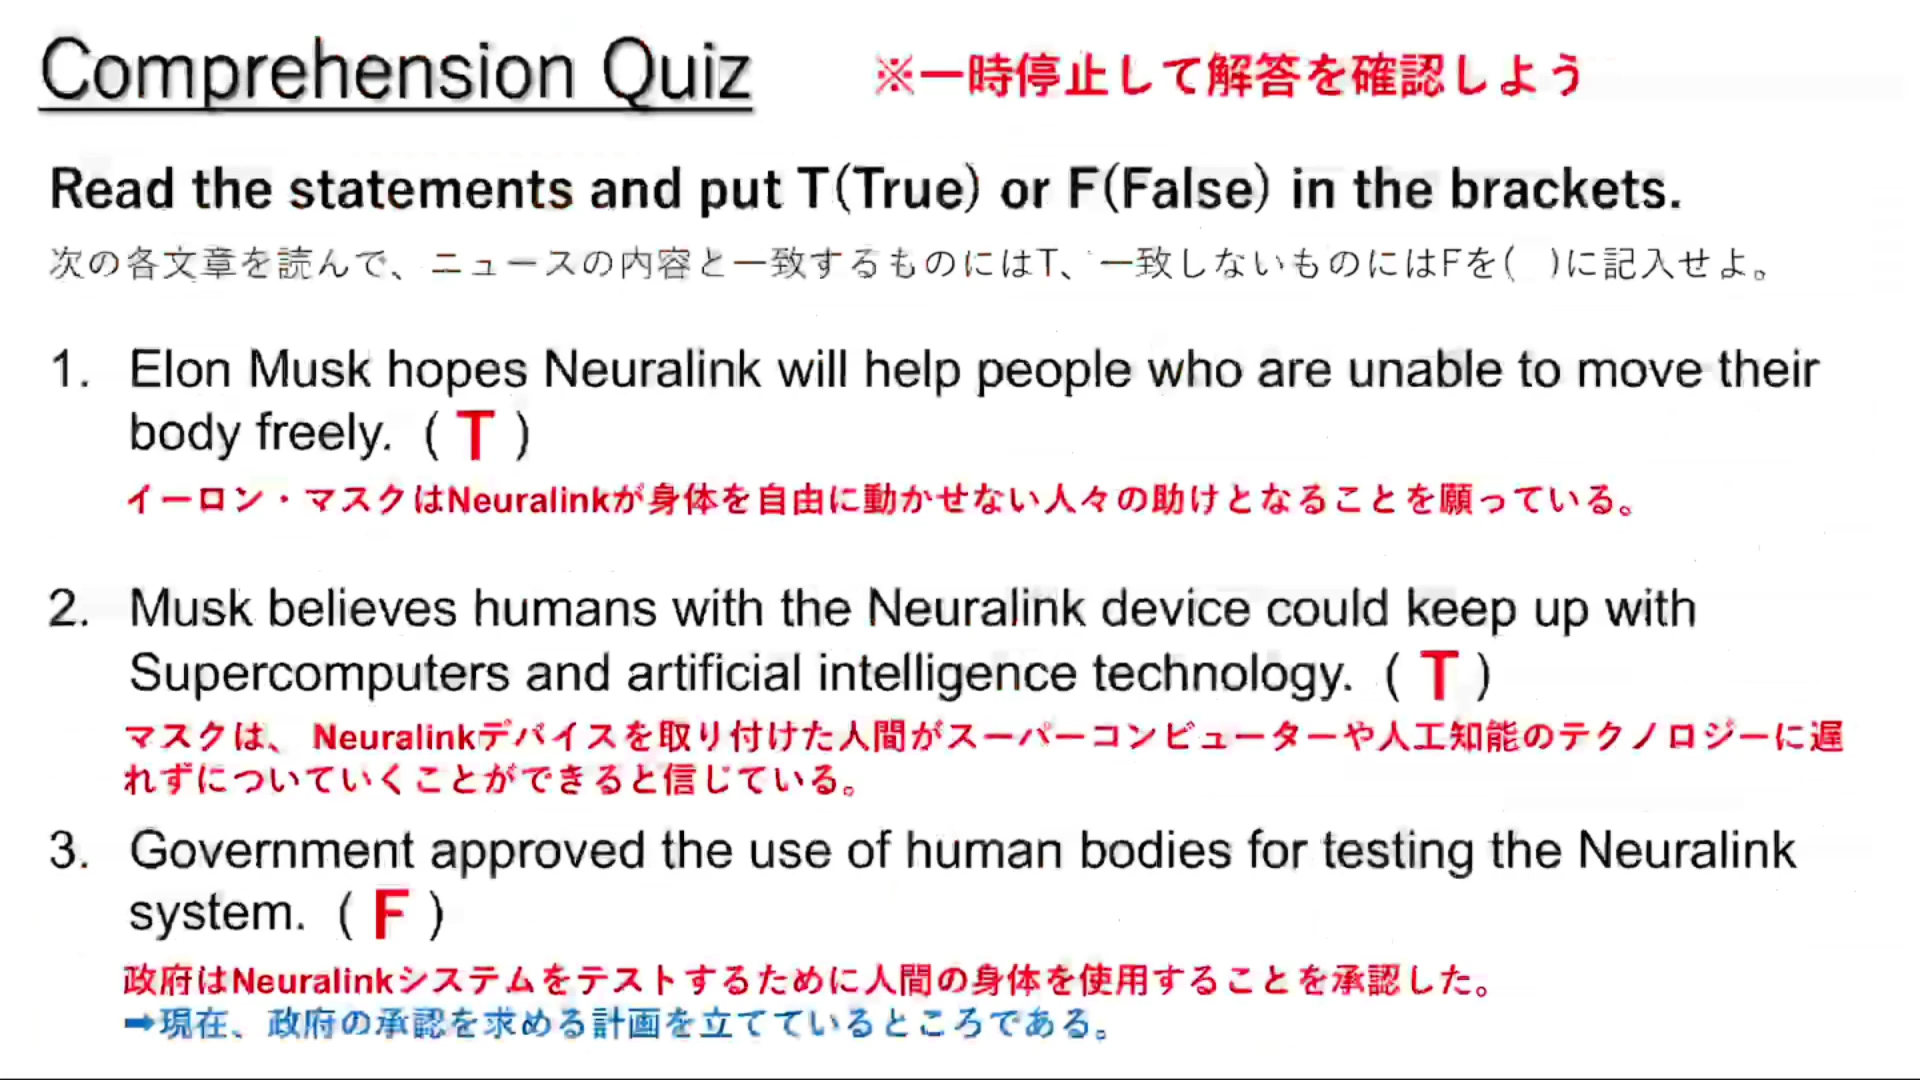 Comprehension Quiz
※一時停止して解答を確認しよう
Read the statements and put T(True) or F(False) in the brackets.
次の各文章を読んで、ニュースの内容と一致するものにはT、一致しないものにはFを( )に記入せよ。
1. Elon Musk hopes Neuralink will help people who are unable to move their
body freely. ( T )
イーロン・マスクはNeuralinkが身体を自由に動かせない人々の助けとなることを願っている。
2. Musk believes humans with the Neuralink device could keep up with
Supercomputers and artificial intelligence technology. ( T )
マスクは、 Neuralinkデバイスを取り付けた人間がスーパーコンピューターや人工知能のテクノロジーに遅
れずについていくことができると信じている。
3. Government approved the use of human bodies for testing the Neuralink
system. ( F )
政府はNeuralinkシステムをテストするために人間の身体を使用することを承認した。
➡現在、政府の承認を求める計画を立てているところである。